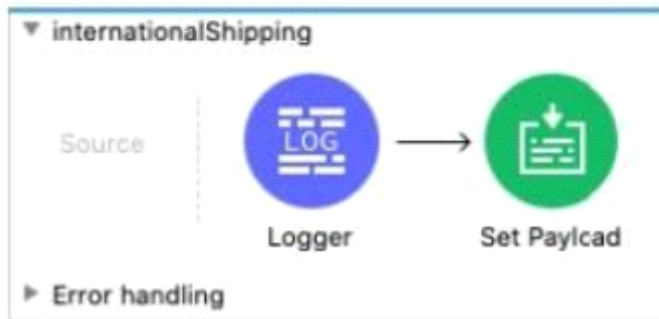 internationalShipping
Source
LOG
Logger
Set Paylcad
Error handling